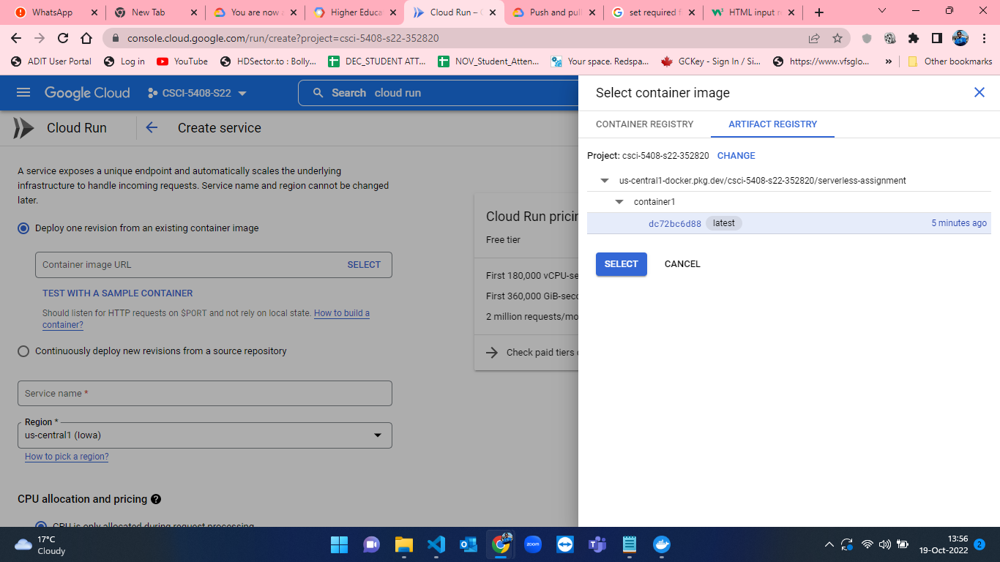 WhatsApp
New Tab
You are now a
Higher Educa
Cloud Run – C
Push and pull
set required f
HTML input re
console.cloud.google.com/run/create?project=csci-5408-s22-352820
ADIT User Portal
Log in
YouTube
HDSector.to : Bolly...
DEC_STUDENT ATT...
NOV_Student_Atten...
Your space. Redspa...
GCKey - Sign In / Si...
https://www.vfsglo...
»
Other bookmarks
Google Cloud
CSCI-5408-S22
Search cloud run
Select container image
Cloud Run
Create service
CONTAINER REGISTRY
ARTIFACT REGISTRY
Project: csci-5408-s22-352820 CHANGE
us-central1-docker.pkg.dev/csci-5408-s22-352820/serverless-assignment
container1
dc72bc6d88 latest 5 minutes ago
SELECT
CANCEL
A service exposes a unique endpoint and automatically scales the underlying
infrastructure to handle incoming requests. Service name and region cannot be changed
later.
Deploy one revision from an existing container image
Container image URL SELECT
TEST WITH A SAMPLE CONTAINER
Should listen for HTTP requests on $PORT and not rely on local state. How to build a
container?
Continuously deploy new revisions from a source repository
Service name *
Region *
us-central1 (Iowa)
How to pick a region?
CPU allocation and pricing ?
CPU is only allocated during request processing
Cloud Run pricin
Free tier
First 180,000 vCPU-se
First 360,000 GiB-seco
2 million requests/mo
Check paid tiers d
17°C
Cloudy
zoom
13:56
19-Oct-2022
2